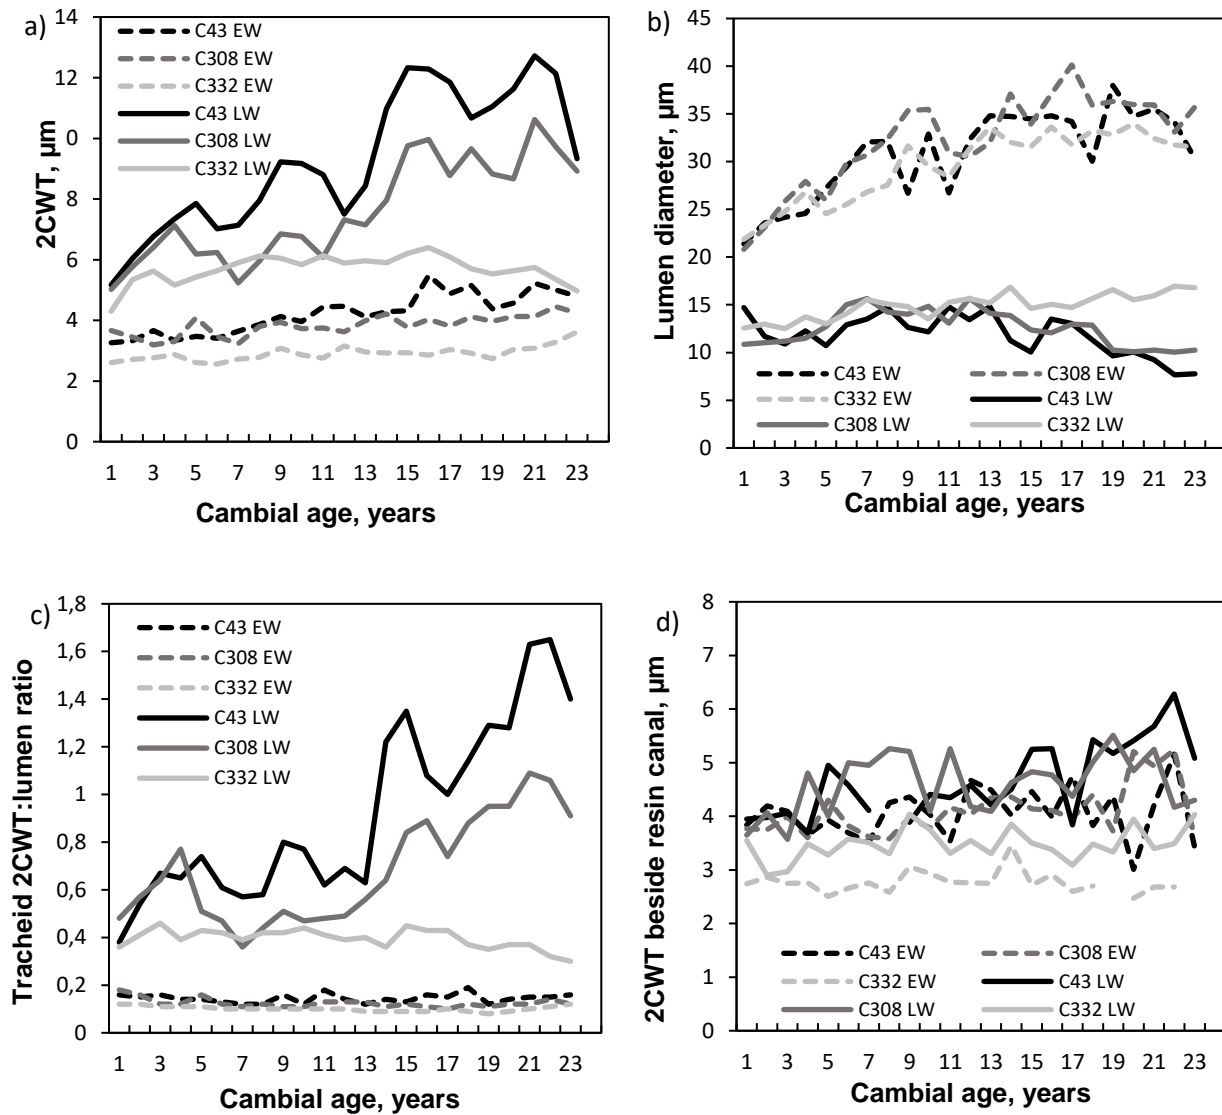 a)
2CWT, µm
14
12
0
8
6
4
2
0
C43 EW
C308 EW
C332 EW
C43 LW
C308 LW
C332 LW
1 3 5 7 9 11 13 15 17 19 21 23
Cambial age, years
b)
Lumen diameter, µm
45
40
35
30
25
20
15
10
5
0
C43 EW C308 EW
C332 EW C43 LW
C308 LW C332 LW
1 3 5 7 9 11 13 15 17 19 21 23
Cambial age, years
c)
Tracheid 2CWT:lumen ratio
1,8
1,6
1,4
1,2
1
0,8
0,6
0,4
0,2
0
C43 EW
C308 EW
C332 EW
C43 LW
C308 LW
C332 LW
1 3 5 7 9 11 13 15 17 19 21 23
Cambial age, years
d)
2CWT beside resin canal, µm
8
7
6
5
4
3
2
1
0
C43 EW C308 EW
C332 EW C43 LW
C308 LW C332 LW
1 3 5 7 9 11 13 15 17 19 21 23
Cambial age, years